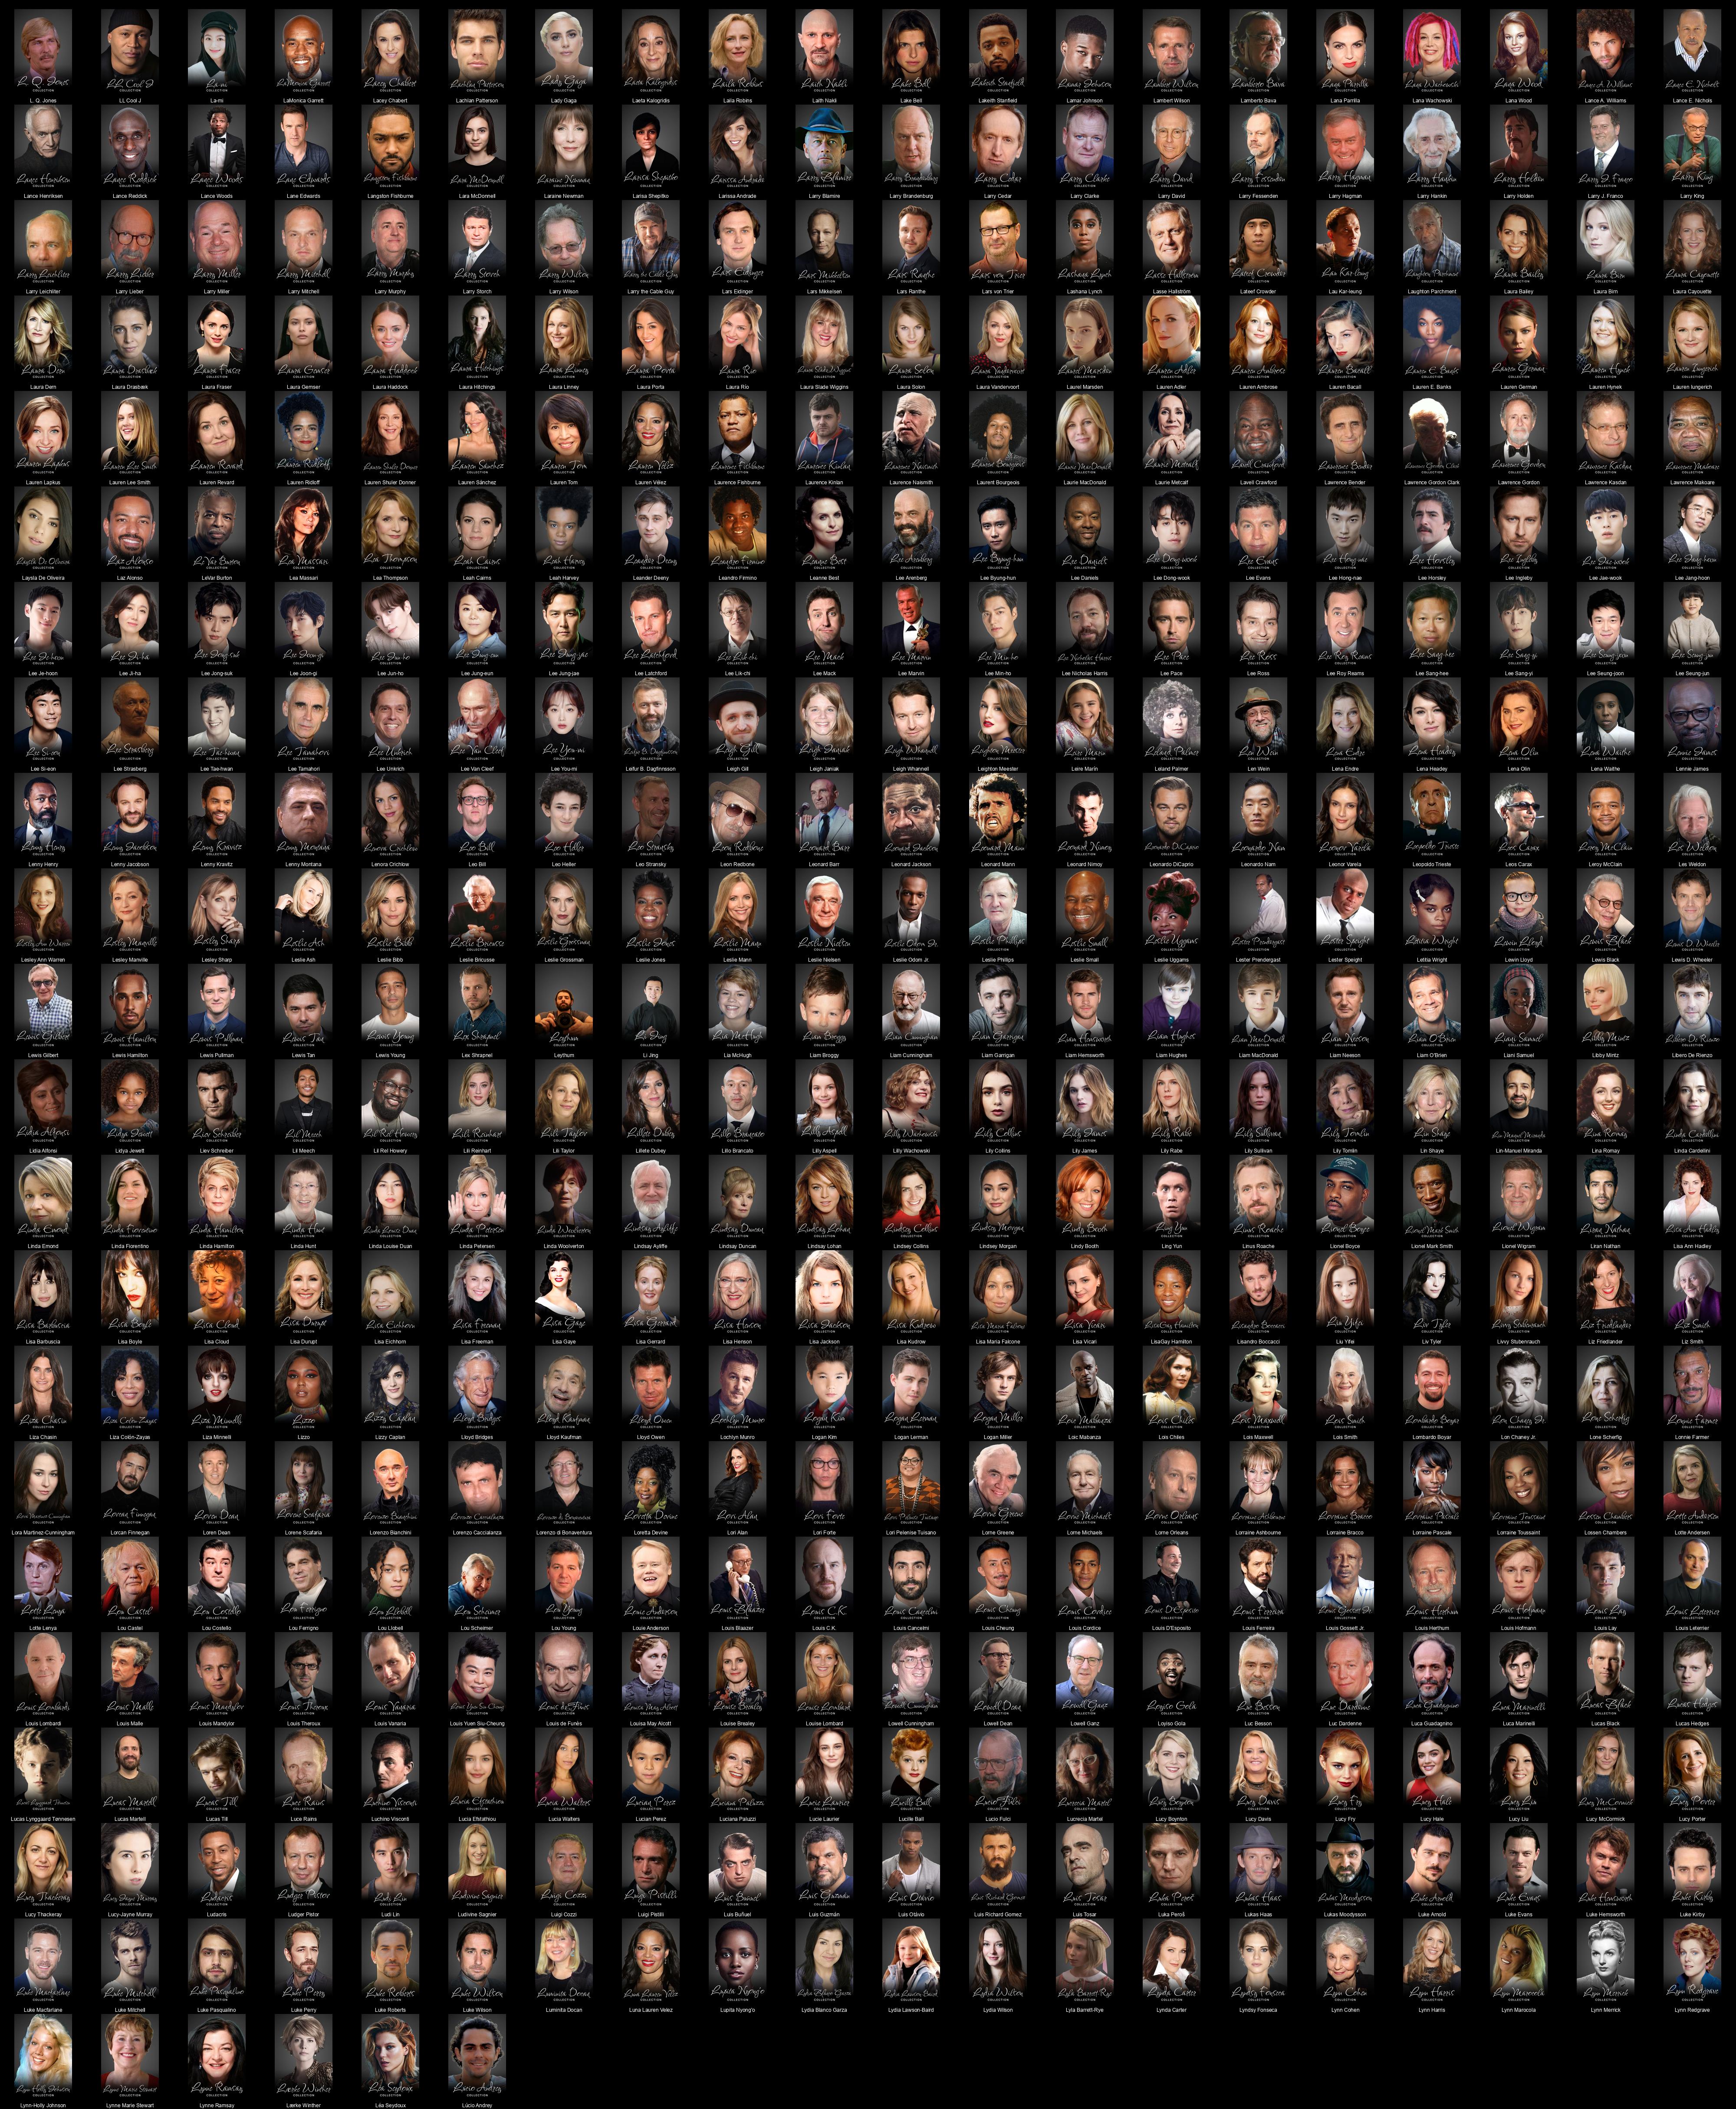 L. Q. Jones LL Cool J La-mi LaMonica Garrett Lacey Chabert Lachlan Patterson Lady Gaga Laeta Kalogridis Laila Robins Laith Nakli Lake Bell Lakeith Stanfield Lamar Johnson Lambert Wilson Lamberto Bava Lana Parrilla Lana Wachowski Lana Wood Lance A. Williams Lance E. Nichols
Lance Henriksen Lance Reddick Lance Woods Lane Edwards Langston Fishburne Lara McDonnell Laraine Newman Larisa Shepitko Larissa Andrade Larry Blamire Larry Brandenburg Larry Cedar Larry Clarke Larry David Larry Fessenden Larry Hagman Larry Hankin Larry Holden Larry J. Franco Larry King
Larry Leichliter Larry Lieber Larry Miller Larry Mitchell Larry Murphy Larry Storch Larry Wilson Larry the Cable Guy Lars Eidinger Lars Mikkelsen Lars Ranthe Lars von Trier Lashana Lynch Lasse Hallström Lateef Crowder Lau Kar-leung Laughton Parchment Laura Bailey Laura Birn Laura Cayouette
Laura Dern Laura Drasbæk Laura Fraser Laura Gemser Laura Haddock Laura Hitchings Laura Linney Laura Porta Laura Río Laura Slade Wiggins Laura Solon Laura Vandervoort Laurel Marsden Lauren Adler Lauren Ambrose Lauren Bacall Lauren E. Banks Lauren German Lauren Hynek Lauren Iungerich
Lauren Lapkus Lauren Lee Smith Lauren Revard Lauren Ridloff Lauren Shuler Donner Lauren Sánchez Lauren Tom Lauren Vélez Laurence Fishburne Laurence Kinlan Laurence Naismith Laurent Bourgeois Laurie MacDonald Laurie Metcalf Lavell Crawford Lawrence Bender Lawrence Gordon Clark Lawrence Gordon Lawrence Kasdan Lawrence Makoare
Laysla De Oliveira Laz Alonso LeVar Burton Lea Massari Lea Thompson Leah Cairns Leah Harvey Leander Deeny Leandro Firmino Leanne Best Lee Arenberg Lee Byung-hun Lee Daniels Lee Dong-wook Lee Evans Lee Hong-nae Lee Horsley Lee Ingleby Lee Jae-wook Lee Jang-hoon
Lee Je-hoon Lee Ji-ha Lee Jong-suk Lee Joon-gi Lee Jun-ho Lee Jung-eun Lee Jung-jae Lee Latchford Lee Lik-chi Lee Mack Lee Marvin Lee Min-ho Lee Nicholas Harris Lee Pace Lee Ross Lee Roy Reams Lee Sang-hee Lee Sang-yi Lee Seung-joon Lee Seung-jun
Lee Si-eon Lee Strasberg Lee Tae-hwan Lee Tamahori Lee Unkrich Lee Van Cleef Lee You-mi Leifur B. Dagfinnsson Leigh Gill Leigh Janiak Leigh Whannell Leighton Meester Leire Marín Leland Palmer Len Wein Lena Endre Lena Headey Lena Olin Lena Waithe Lennie James
Lenny Henry Lenny Jacobson Lenny Kravitz Lenny Montana Lenora Crichlow Leo Bill Leo Heller Leo Stransky Leon Redbone Leonard Barr Leonard Jackson Leonard Mann Leonard Nimoy Leonardo DiCaprio Leonardo Nam Leonor Varela Leopoldo Trieste Leos Carax Leroy McClain Les Weldon
Lesley Ann Warren Lesley Manville Lesley Sharp Leslie Ash Leslie Bibb Leslie Bricusse Leslie Grossman Leslie Jones Leslie Mann Leslie Nielsen Leslie Odom Jr. Leslie Phillips Leslie Small Leslie Uggams Lester Prendergast Lester Speight Letitia Wright Lewin Lloyd Lewis Black Lewis D. Wheeler
Lewis Gilbert Lewis Hamilton Lewis Pullman Lewis Tan Lewis Young Lex Shrapnel Leythum Li Jing Lia McHugh Liam Broggy Liam Cunningham Liam Garrigan Liam Hemsworth Liam Hughes Liam MacDonald Liam Neeson Liam O'Brien Liani Samuel Libby Mintz Libero De Rienzo
Lidia Alfonsi Lidya Jewett Liev Schreiber Lil Meech Lil Rel Howery Lili Reinhart Lili Taylor Lillete Dubey Lillo Brancato Lilly Aspell Lilly Wachowski Lily Collins Lily James Lily Rabe Lily Sullivan Lily Tomlin Lin Shaye Lin-Manuel Miranda Lina Romay Linda Cardellini
Linda Emond Linda Fiorentino Linda Hamilton Linda Hunt Linda Louise Duan Linda Petersen Linda Woolverton Lindsay Ayliffe Lindsay Duncan Lindsay Lohan Lindsey Collins Lindsey Morgan Lindy Booth Ling Yun Linus Roache Lionel Boyce Lionel Mark Smith Lionel Wigram Liran Nathan Lisa Ann Hadley
Lisa Barbuscia Lisa Boyle Lisa Cloud Lisa Durupt Lisa Eichhorn Lisa Freeman Lisa Gaye Lisa Gerrard Lisa Henson Lisa Jackson Lisa Kudrow Lisa Maria Falcone Lisa Vicari LisaGay Hamilton Lisandro Boccacci Liu Yifei Liv Tyler Livvy Stubenrauch Liz Friedlander Liz Smith
Liza Chasin Liza Colón-Zayas Liza Minnelli Lizzo Lizzy Caplan Lloyd Bridges Lloyd Kaufman Lloyd Owen Lochlyn Munro Logan Kim Logan Lerman Logan Miller Loic Mabanza Lois Chiles Lois Maxwell Lois Smith Lombardo Boyar Lon Chaney Jr. Lone Scherfig Lonnie Farmer
Lora Martinez-Cunningham Lorcan Finnegan Loren Dean Lorene Scafaria Lorenzo Bianchini Lorenzo Caccialanza Lorenzo di Bonaventura Loretta Devine Lori Alan Lori Forte Lori Pelenise Tuisano Lorne Greene Lorne Michaels Lorne Orleans Lorraine Ashbourne Lorraine Bracco Lorraine Pascale Lorraine Toussaint Lossen Chambers Lotte Andersen
Lotte Lenya Lou Castel Lou Costello Lou Ferrigno Lou Llobell Lou Scheimer Lou Young Louie Anderson Louis Blaazer Louis C.K. Louis Cancelmi Louis Cheung Louis Cordice Louis D'Esposito Louis Ferreira Louis Gossett Jr. Louis Herthum Louis Hofmann Louis Lay Louis Leterrier
Louis Lombardi Louis Malle Louis Mandylor Louis Theroux Louis Vanaria Louis Yuen Siu-Cheung Louis de Funès Louisa May Alcott Louise Brealey Louise Lombard Lowell Cunningham Lowell Dean Lowell Ganz Loyiso Gola Luc Besson Luc Dardenne Luca Guadagnino Luca Marinelli Lucas Black Lucas Hedges
Lucas Lynggaard Tønnesen Lucas Martell Lucas Till Luce Rains Luchino Visconti Lucia Efstathiou Lucia Walters Lucian Perez Luciana Paluzzi Lucie Laurier Lucille Ball Lucio Fulci Lucrecia Martel Lucy Boynton Lucy Davis Lucy Fry Lucy Hale Lucy Liu Lucy McCormick Lucy Porter
Lucy Thackeray Lucy-Jayne Murray Ludacris Ludger Pistor Ludi Lin Ludivine Sagnier Luigi Cozzi Luigi Pistilli Luis Buñuel Luis Guzmán Luis Otávio Luis Richard Gomez Luis Tosar Luka Peroš Lukas Haas Lukas Moodysson Luke Arnold Luke Evans Luke Hemsworth Luke Kirby
Luke Macfarlane Luke Mitchell Luke Pasqualino Luke Perry Luke Roberts Luke Wilson Luminita Docan Luna Lauren Velez Lupita Nyong'o Lydia Blanco Garza Lydia Lawson-Baird Lydia Wilson Lyla Barrett-Rye Lynda Carter Lyndsy Fonseca Lynn Cohen Lynn Harris Lynn Marocola Lynn Merrick Lynn Redgrave
Lynn-Holly Johnson Lynne Marie Stewart Lynne Ramsay Lærke Winther Léa Seydoux Lúcio Andrey